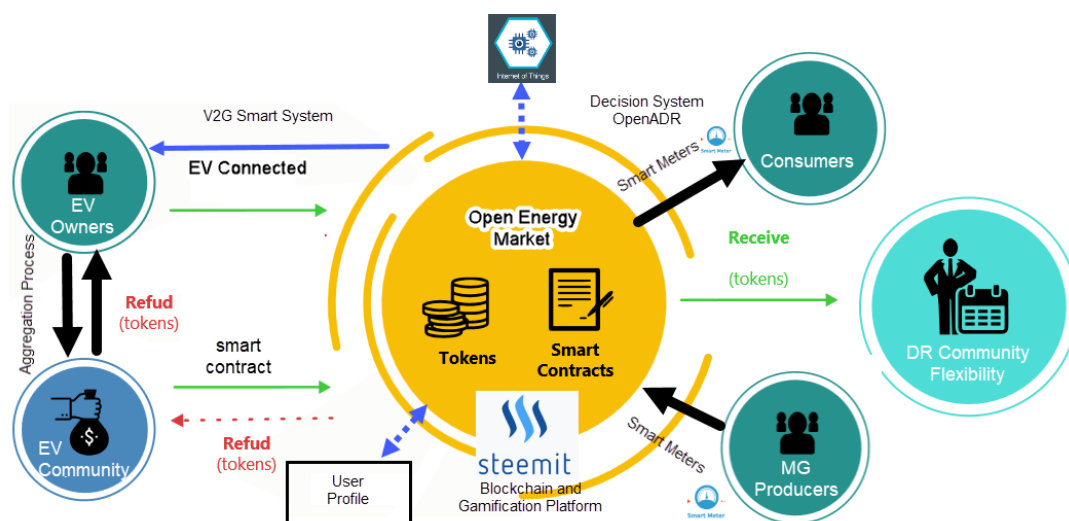 Internet of Things
V2G Smart System
EV Connected
Decision System
OpenADR
Smart Meters
Smart Meter
Consumers
EV
Owners
Open Energy
Market
Receive
(tokens)
Aggregation Process
Refud
(tokens)
smart
contract
Tokens
Smart
Contracts
DR Community
Flexibility
$
EV
Community
Refud
(tokens)
User
Profile
steemit
Blockchain and
Gamification Platform
Smart Meters
Smart Meter
MG
Producers